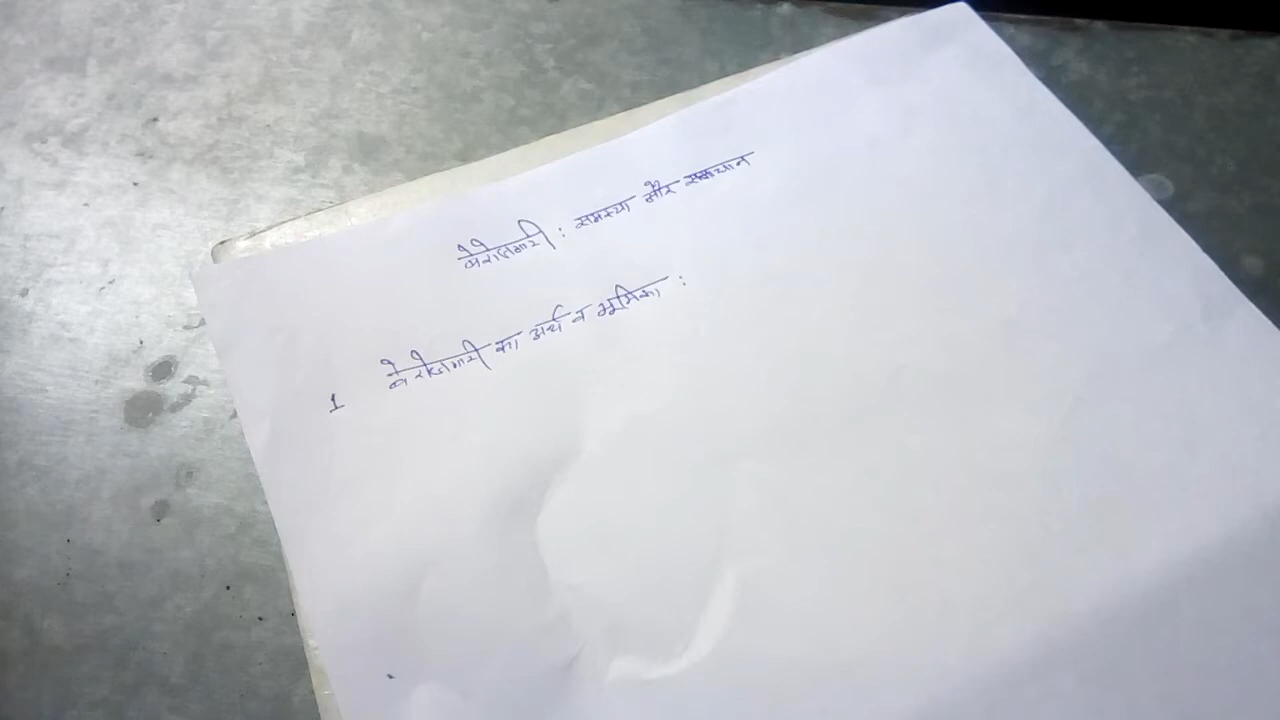 बेरोजगारी : समस्या और समाधान
1 बेरोजगारी का अर्थ व भूमिका :